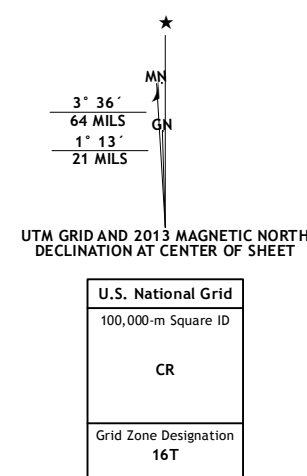 ★
MN
3° 36´
64 MILS
GN
1° 13´
21 MILS
UTM GRID AND 2013 MAGNETIC NORTH
DECLINATION AT CENTER OF SHEET
U.S. National Grid
100,000-m Square ID
CR
Grid Zone Designation
16T